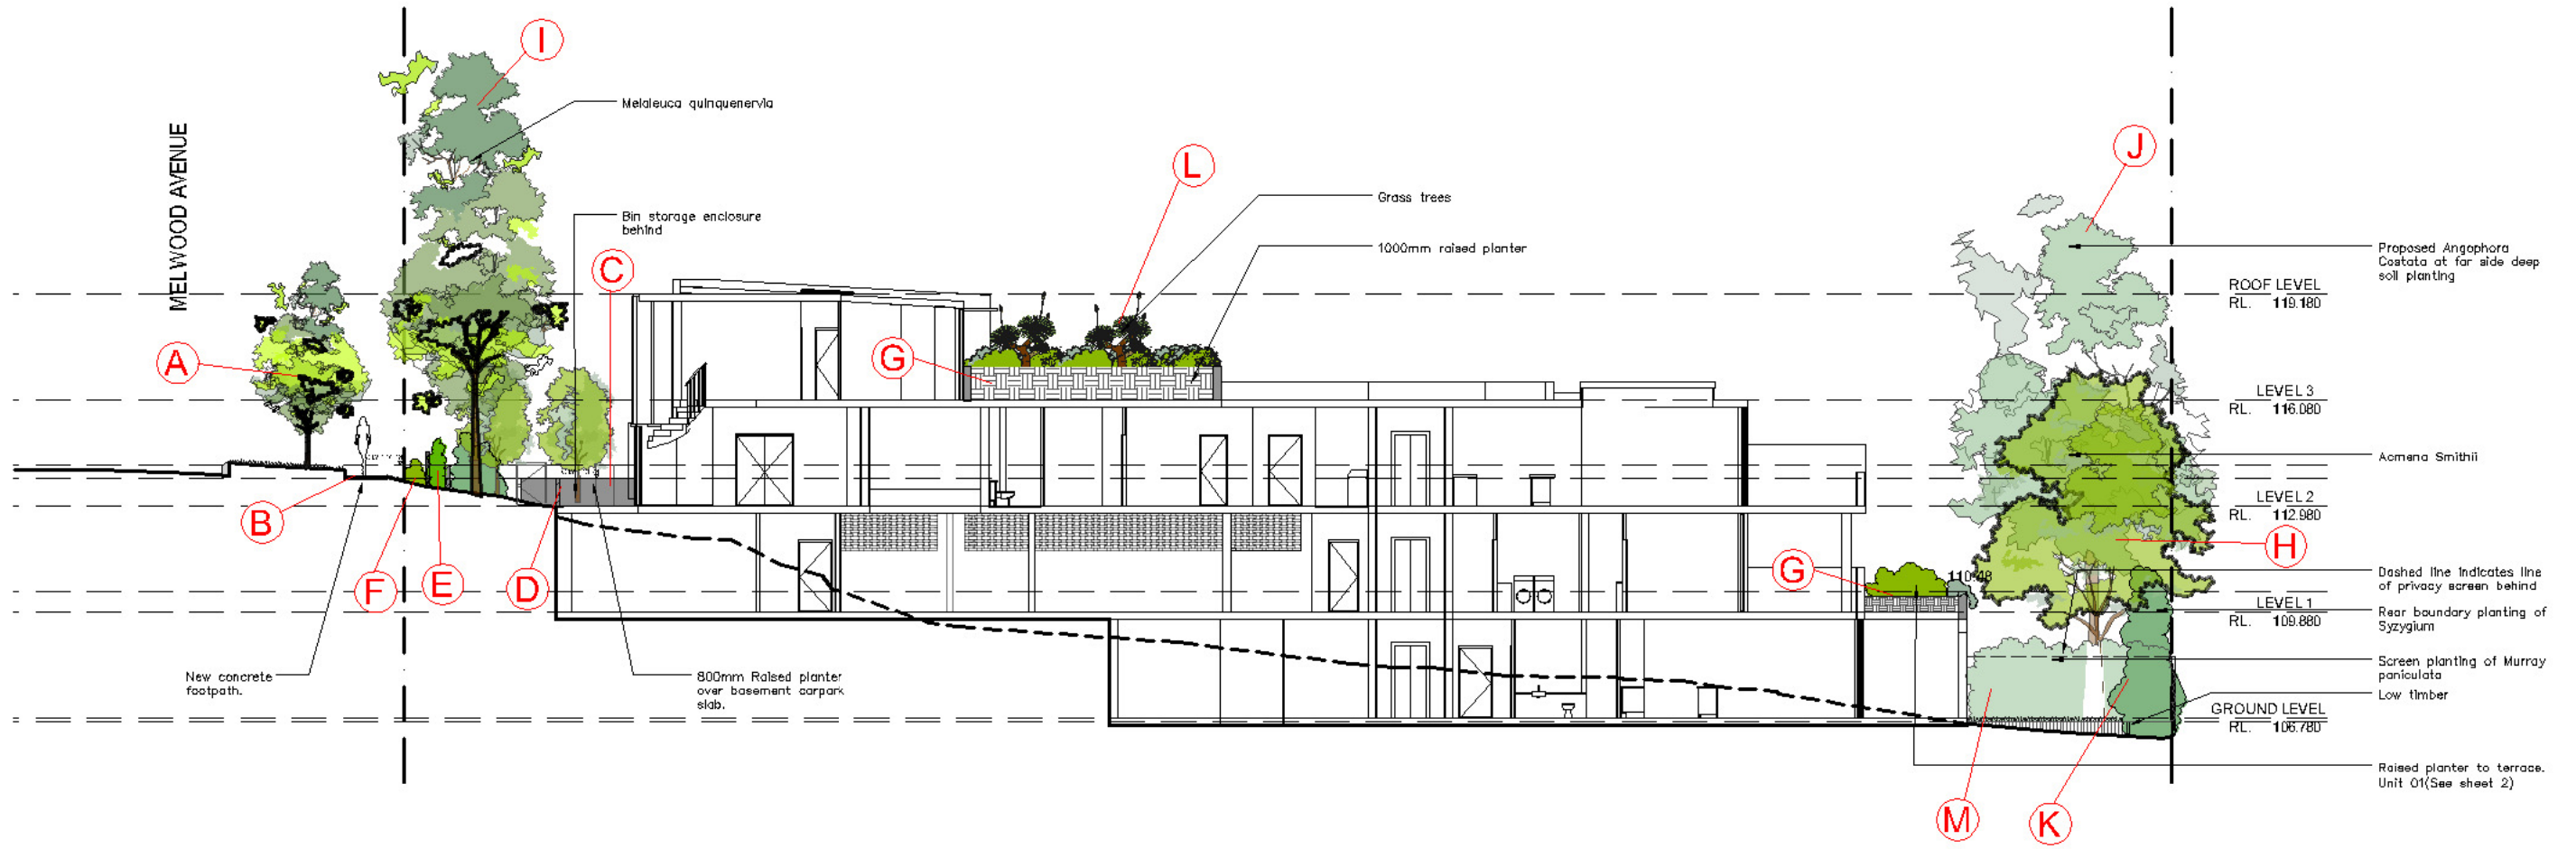 I
J
Melaleuca quinquenervia
MELWOOD AVENUE
L
Grass trees
Bin storage enclosure
behind
C
1000mm raised planter
Proposed Angophora
Costata at far side deep
soil planting
ROOF LEVEL
RL. 119.180
A
G
LEVEL 3
RL. 116.080
Acmena Smithii
LEVEL 2
RL. 112.980
B
H
F
E
D
G
110.48
Dashed line indicates line
of privacy screen behind
LEVEL 1
RL. 109.880
Rear boundary planting of
Syzygium
New concrete
footpath.
800mm Raised planter
over basement carpark
slab.
Screen planting of Murray
paniculata
Low timber
GROUND LEVEL
RL. 106.780
Raised planter to terrace.
Unit 01(See sheet 2)
M
K